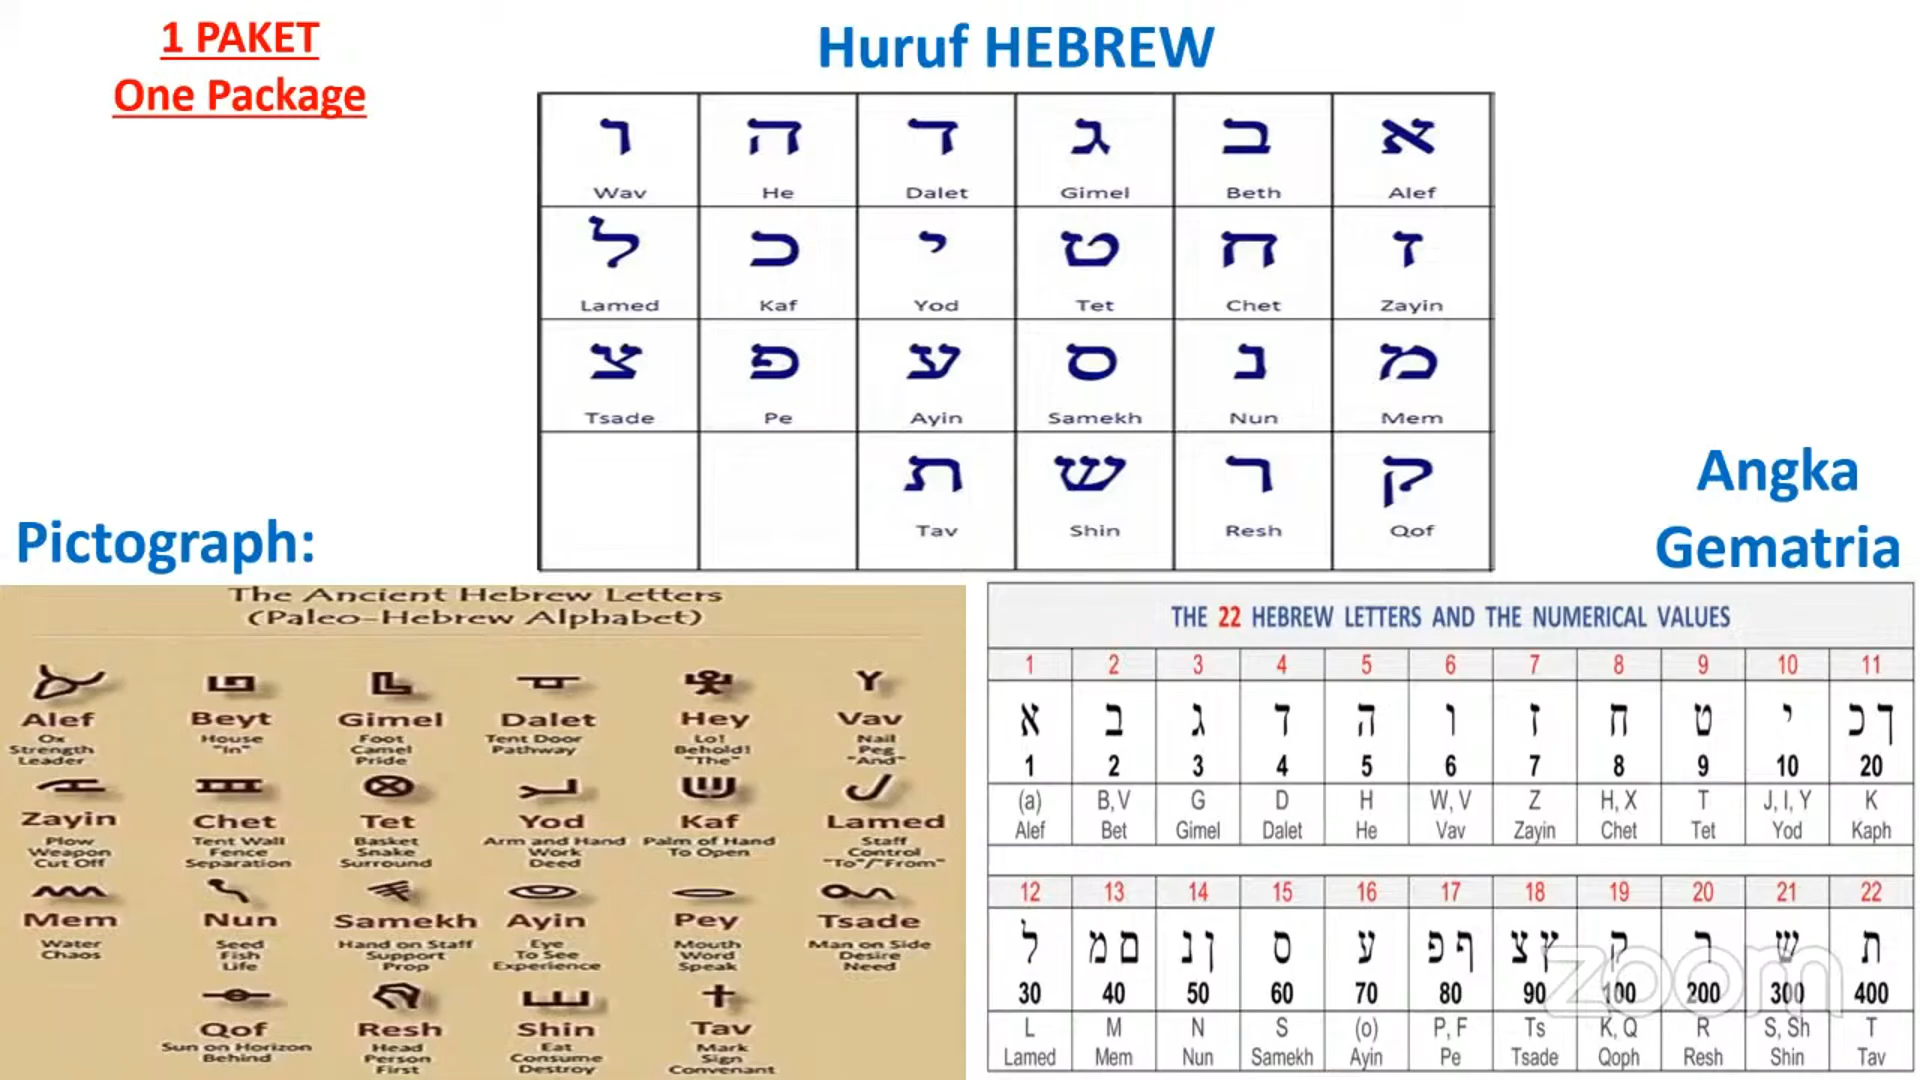 1 PAKET
One Package
Huruf HEBREW
ו ה ד ג ב א
Wav He Dalet Gimel Beth Alef
ל כ י ט ח ז
Lamed Kaf Yod Tet Chet Zayin
צ פ ע ס נ מ
Tsade Pe Ayin Samekh Nun Mem
ת ש ר ק
Tav Shin Resh Qof
Pictograph:
The Ancient Hebrew Letters
(Paleo-Hebrew Alphabet)
Alef Beyt Gimel Dalet Hey Vav
Ox House Foot Tent Door Lo! Nail
Strength "In" Camel Pathway Behold! Peg
Leader Pride "The" "And"
Zayin Chet Tet Yod Kaf Lamed
Plow Tent Wall Basket Arm and Hand Palm of Hand Staff
Weapon Fence Snake Work To Open Control
Cut Off Separation Surround Deed "To"/"From"
Mem Nun Samekh Ayin Pey Tsade
Water Seed Hand on Staff Eye Mouth Man on Side
Chaos Fish Support To See Word Desire
Life Prop Experience Speak Need
Qof Resh Shin Tav
Sun on Horizon Head Eat Mark
Behind Person Consume Sign
First Destroy Convenant
Angka
Gematria
THE 22 HEBREW LETTERS AND THE NUMERICAL VALUES
1 2 3 4 5 6 7 8 9 10 11
א ב ג ד ה ו ז ח ט י כ ך
1 2 3 4 5 6 7 8 9 10 20
(a) B,V G D H W, V Z H, X T J, I, Y K
Alef Bet Gimel Dalet He Vav Zayin Chet Tet Yod Kaph
12 13 14 15 16 17 18 19 20 21 22
ל מ ם נ ן ס ע פ ף צ ץ ק ר ש ת
30 40 50 60 70 80 90 100 200 300 400
L M N S (o) P, F Ts K, Q R S, Sh T
Lamed Mem Nun Samekh Ayin Pe Tsade Qoph Resh Shin Tav
zoom